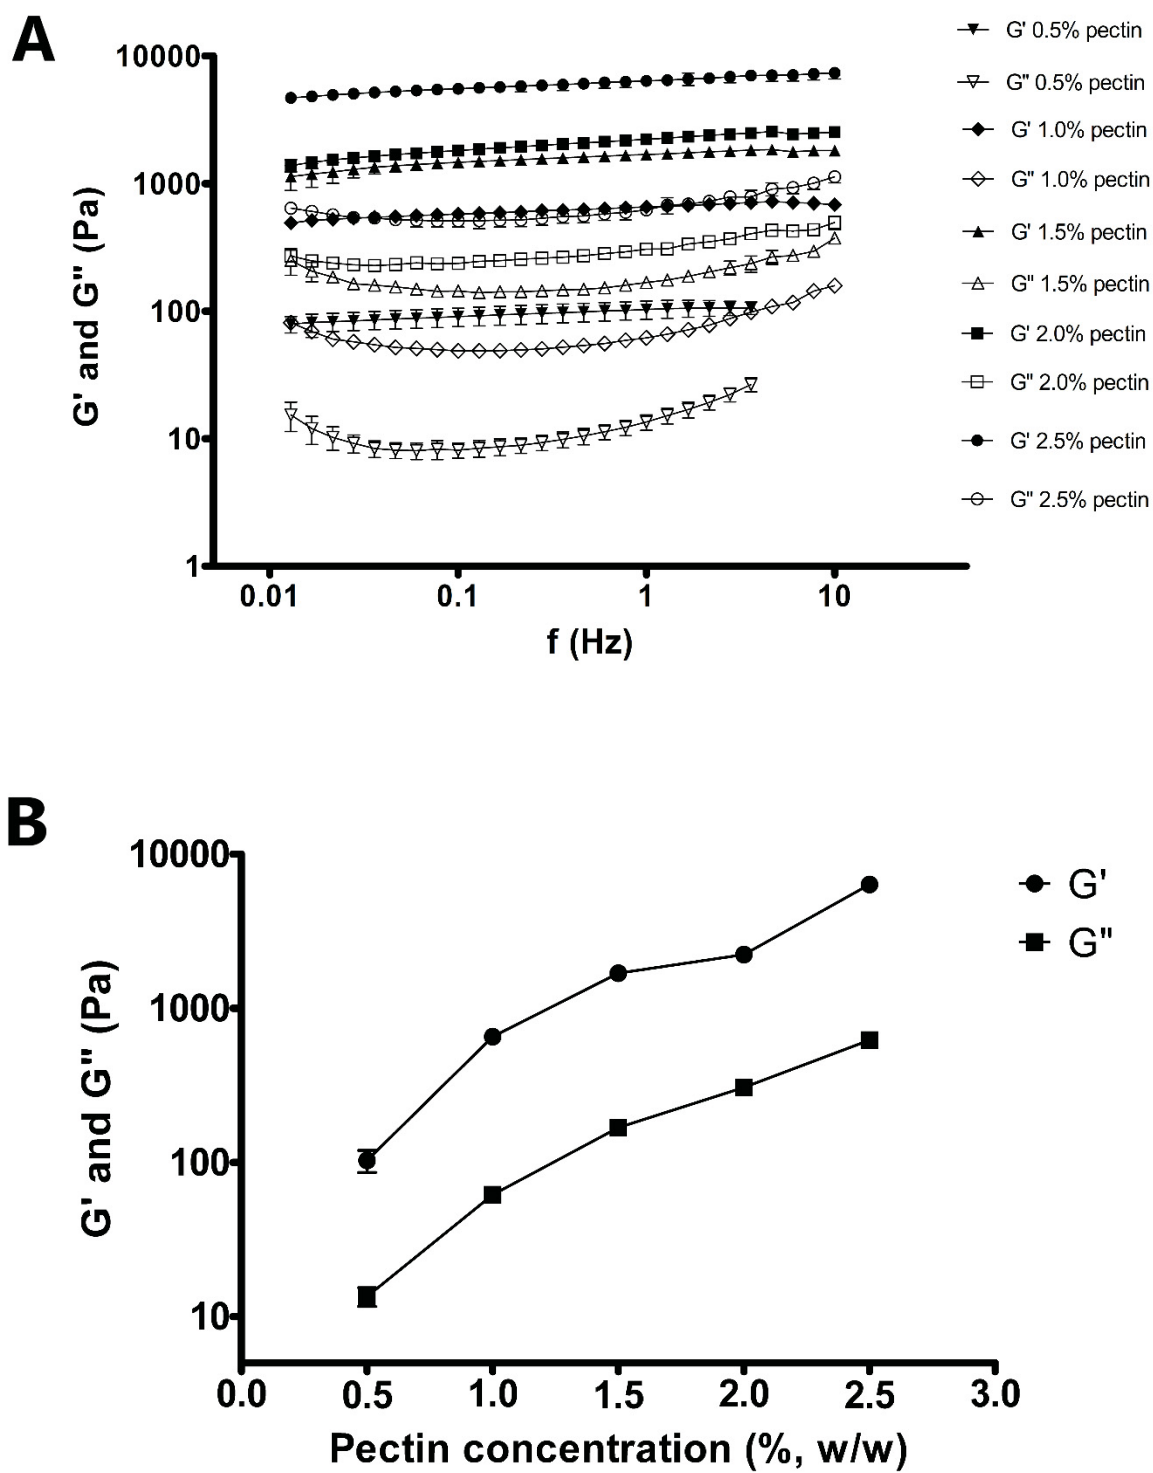 A
10000
1000
100
10
1
G' and G" (Pa)
0.01 0.1 1 10
f (Hz)
G' 0.5% pectin
G" 0.5% pectin
G' 1.0% pectin
G" 1.0% pectin
G' 1.5% pectin
G" 1.5% pectin
G' 2.0% pectin
G" 2.0% pectin
G' 2.5% pectin
G" 2.5% pectin
B
10000
1000
100
10
G' and G" (Pa)
0.0 0.5 1.0 1.5 2.0 2.5 3.0
Pectin concentration (%, w/w)
G'
G"